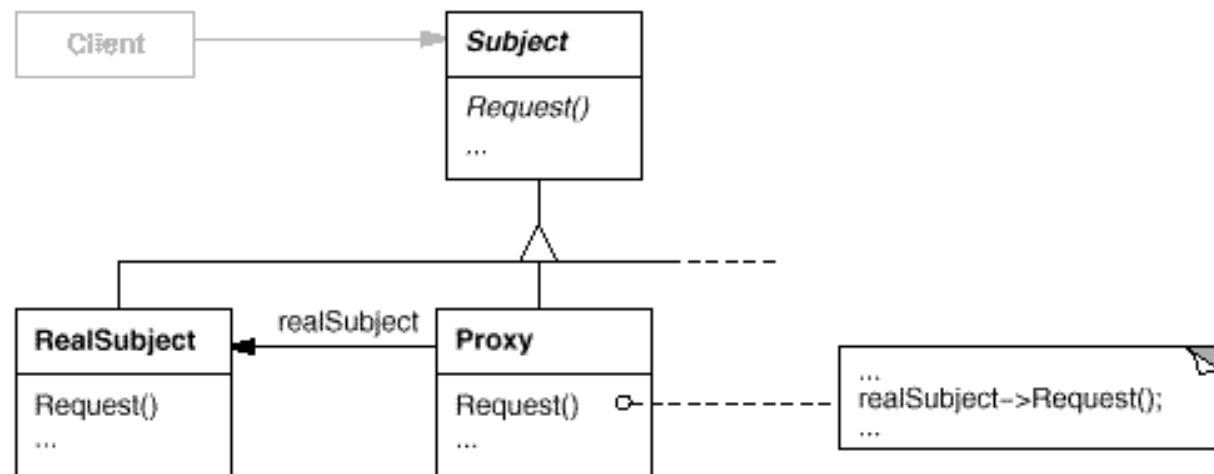 Client
Subject
Request()
...
realSubject
RealSubject
Request()
...
Proxy
Request()
...
...
realSubject->Request();
...